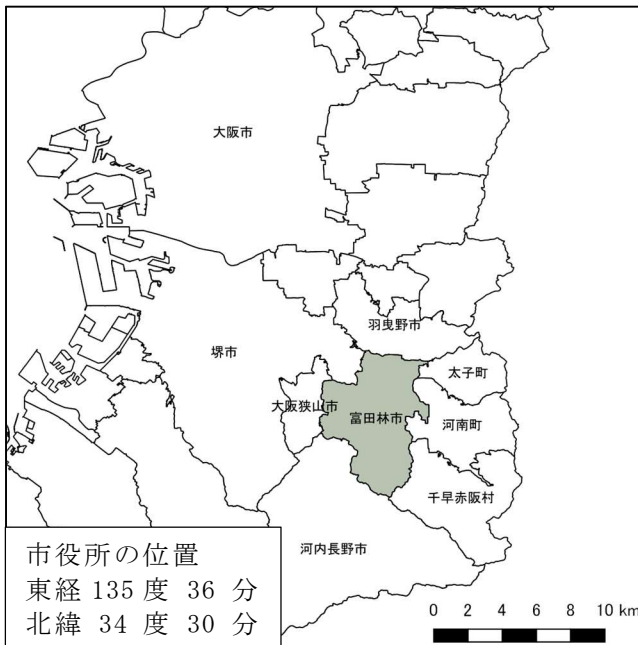 大阪市
羽曳野市
堺市
太子町
大阪狭山市
富田林市
河南町
千早赤阪村
河内長野市
市役所の位置
東経 135 度 36 分
北緯 34 度 30 分
0 2 4 6 8 10 km